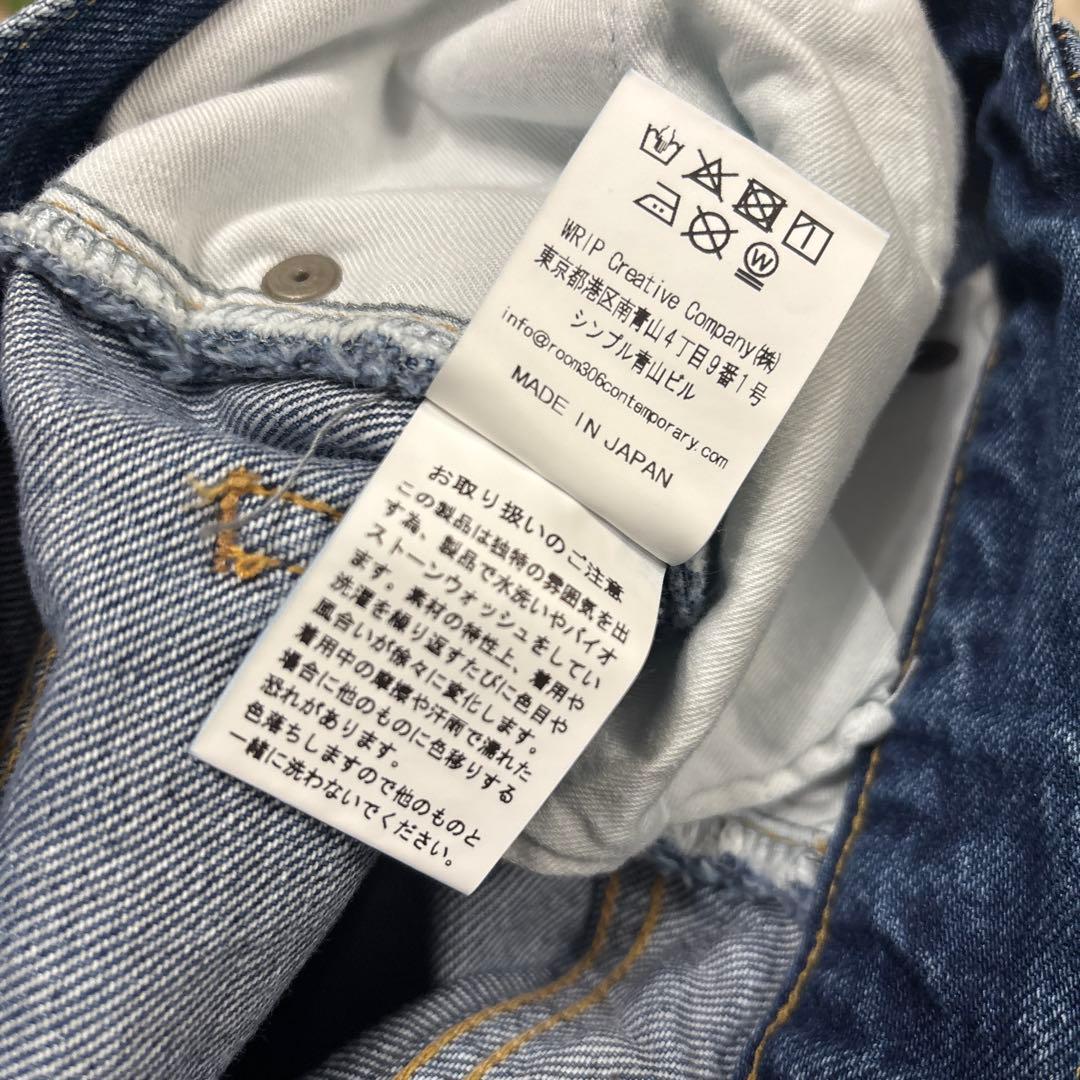 WRIP Creative Company(株)
東京都港区南青山4丁目9番1号
シンプル青山ビル
info@room306contemporary.com
MADE IN JAPAN
お取り扱いのご注意
この製品は独特の雰囲気を出
す為、製品で水洗いやバイオ
ストーンウォッシュをしてい
ます。素材の特性上、着用や
洗濯を繰り返すたびに色目や
風合いが徐々に変化します。
着用中の摩擦や汗雨で濡れた
場合に他のものに色移りする
恐れがあります。
色落ちしますので他のものと
一緒に洗わないでください。